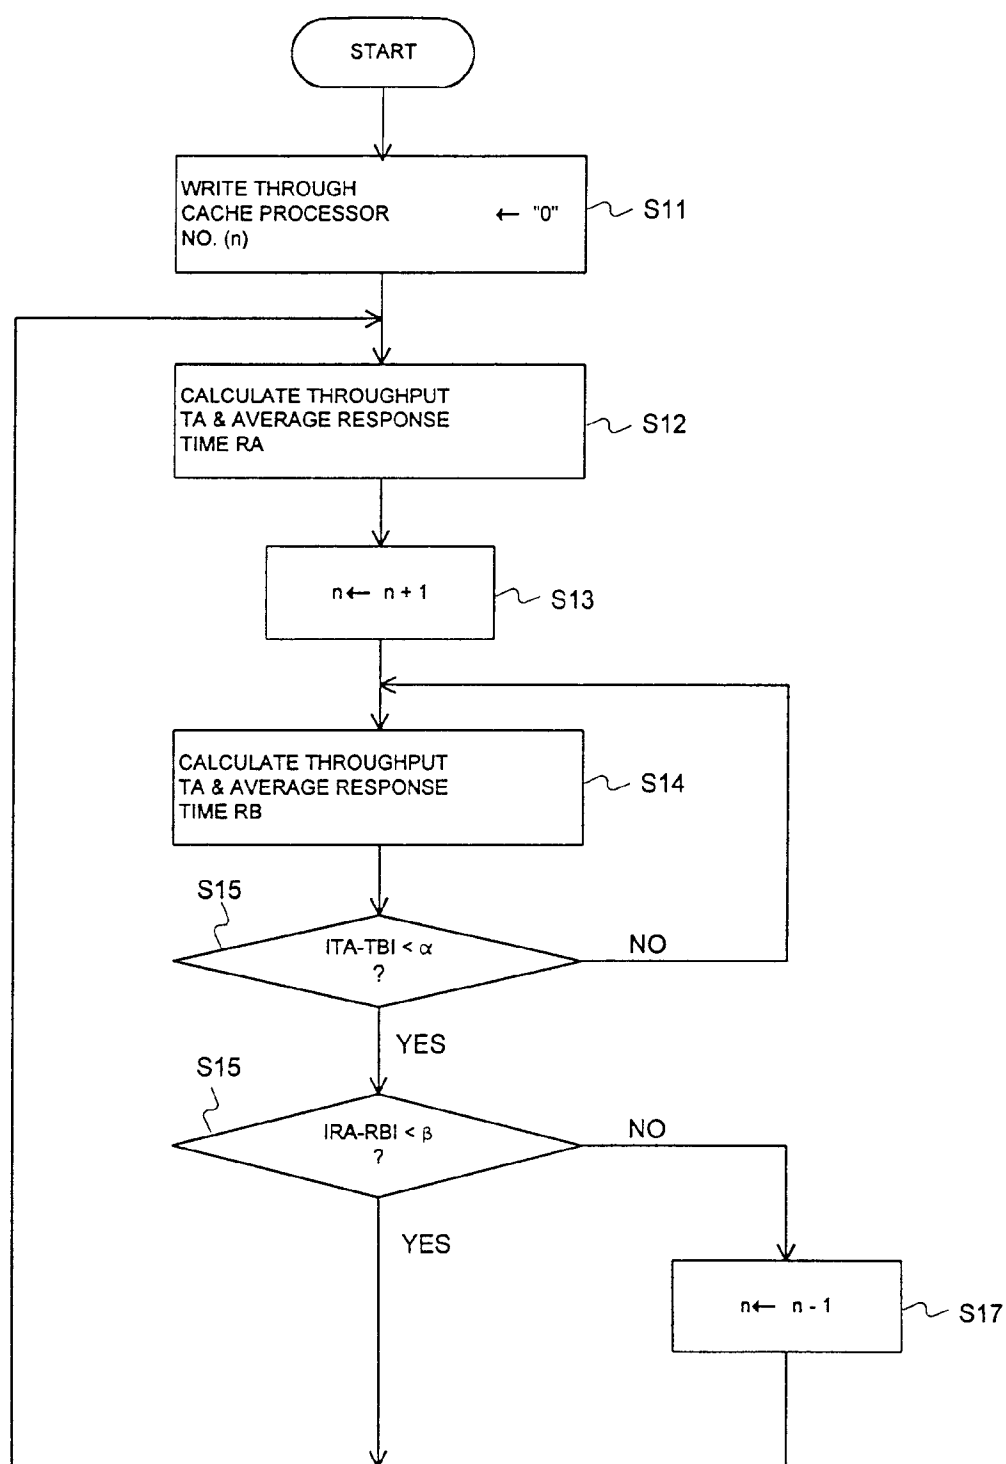 START
WRITE THROUGH
CACHE PROCESSOR ← "0"
NO. (n)
S11
CALCULATE THROUGHPUT
TA & AVERAGE RESPONSE
TIME RA
S12
n← n + 1
S13
CALCULATE THROUGHPUT
TA & AVERAGE RESPONSE
TIME RB
S14
S15
ITA-TBI < α
?
NO
YES
S15
IRA-RBI < β
?
NO
YES
n← n - 1
S17